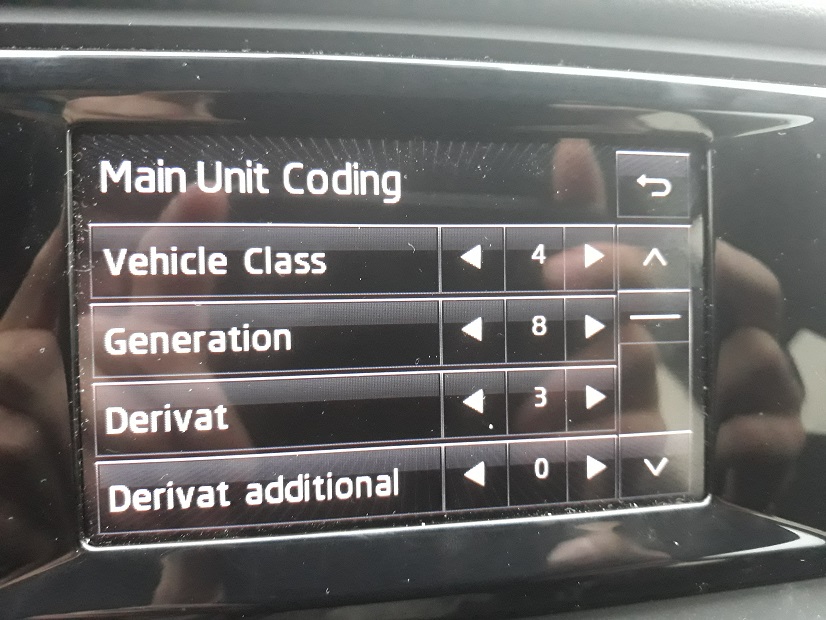 Main Unit Coding
Vehicle Class 4
Generation 8
Derivat 3
Derivat additional 0